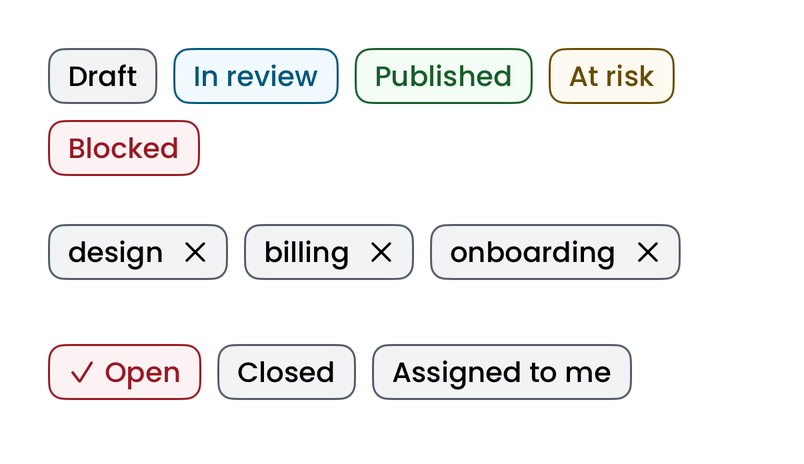 Draft In review Published At risk
Blocked
design billing onboarding
Open Closed Assigned to me